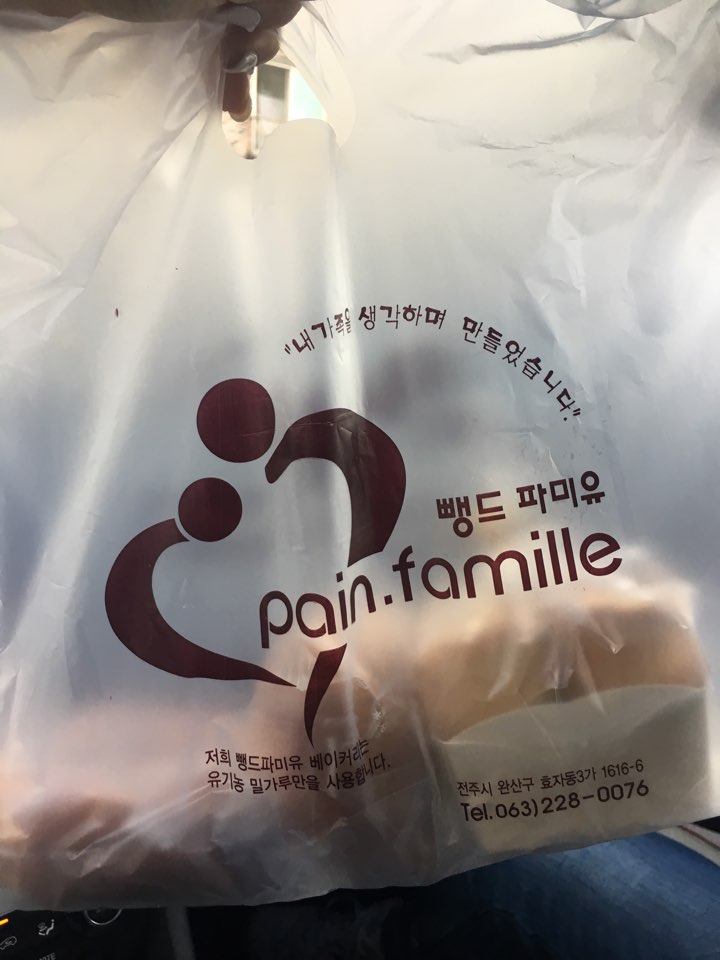 "내가족을 생각하며 만들었습니다."
뺑드 파미유
pain.famille
저희 뺑드파미유 베이커리는
유기농 밀가루만을 사용합니다.
전주시 완산구 효자동3가 1616-6
Tel.063)228-0076